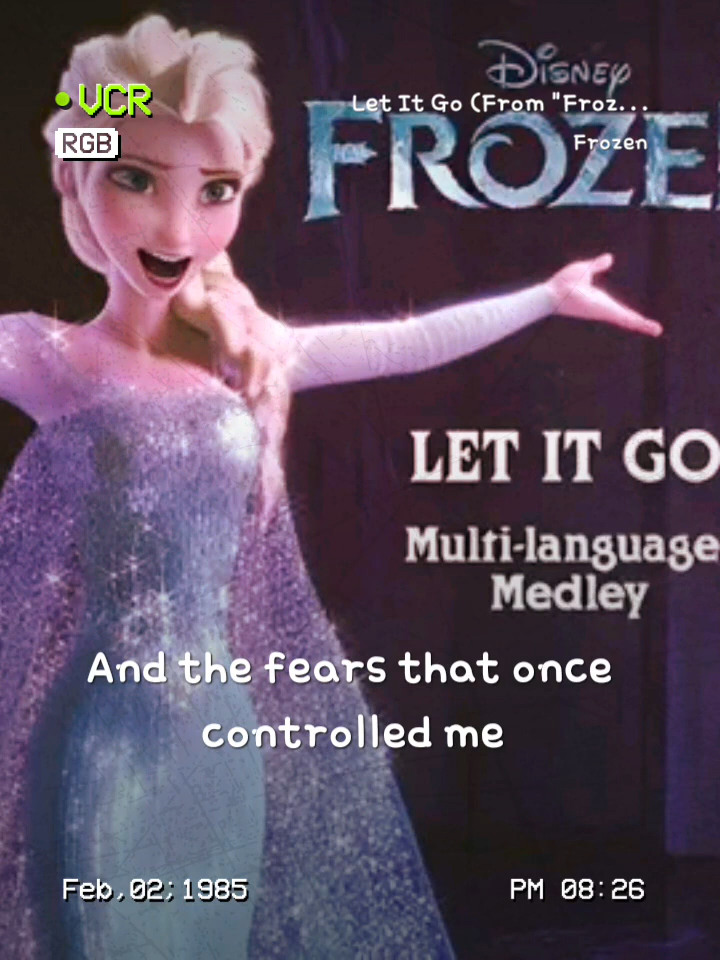 VCR
RGB
Let It Go (From "Froz...
Frozen
DISNEY
FROZE
LET IT GO
Multi-language
Medley
And the fears that once
controlled me
Feb,02;1985
PM 08:26